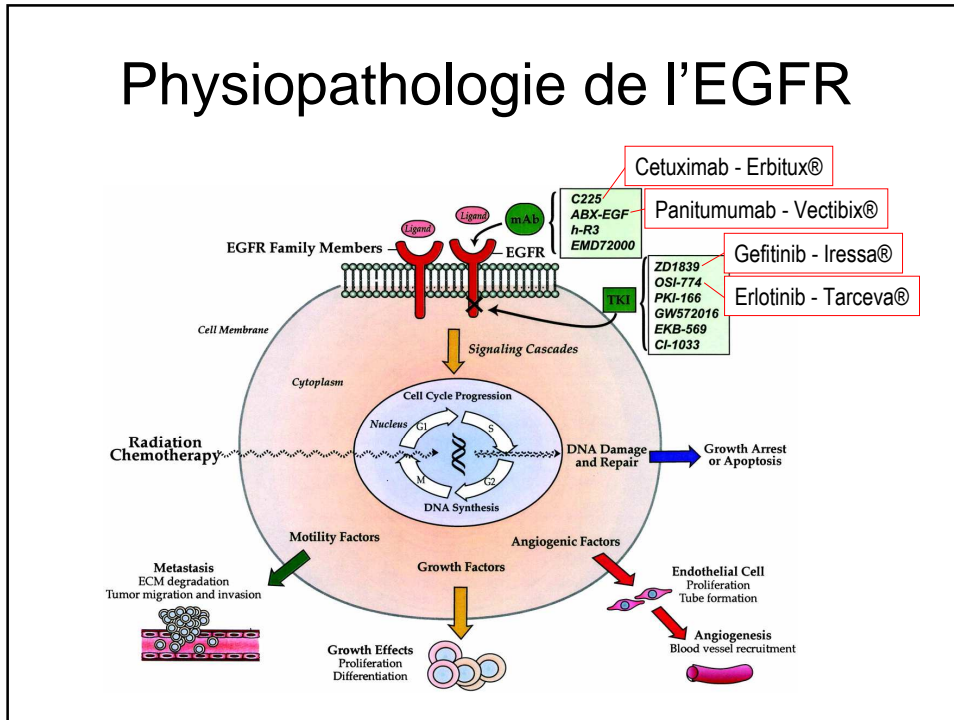 Physiopathologie de l'EGFR
Cetuximab - Erbitux®
Panitumumab - Vectibix®
Gefitinib - Iressa®
Erlotinib - Tarceva®
Ligand
Ligand
mAb
C225
ABX-EGF
h-R3
EMD72000
EGFR Family Members
EGFR
ZD1839
OSI-774
PKI-166
GW572016
EKB-569
CI-1033
TKI
Cell Membrane
Signaling Cascades
Cytoplasm
Cell Cycle Progression
Nucleus
G1
S
M
G2
DNA Synthesis
Radiation
Chemotherapy
DNA Damage
and Repair
Growth Arrest
or Apoptosis
Motility Factors
Growth Factors
Angiogenic Factors
Metastasis
ECM degradation
Tumor migration and invasion
Endothelial Cell
Proliferation
Tube formation
Growth Effects
Proliferation
Differentiation
Angiogenesis
Blood vessel recruitment